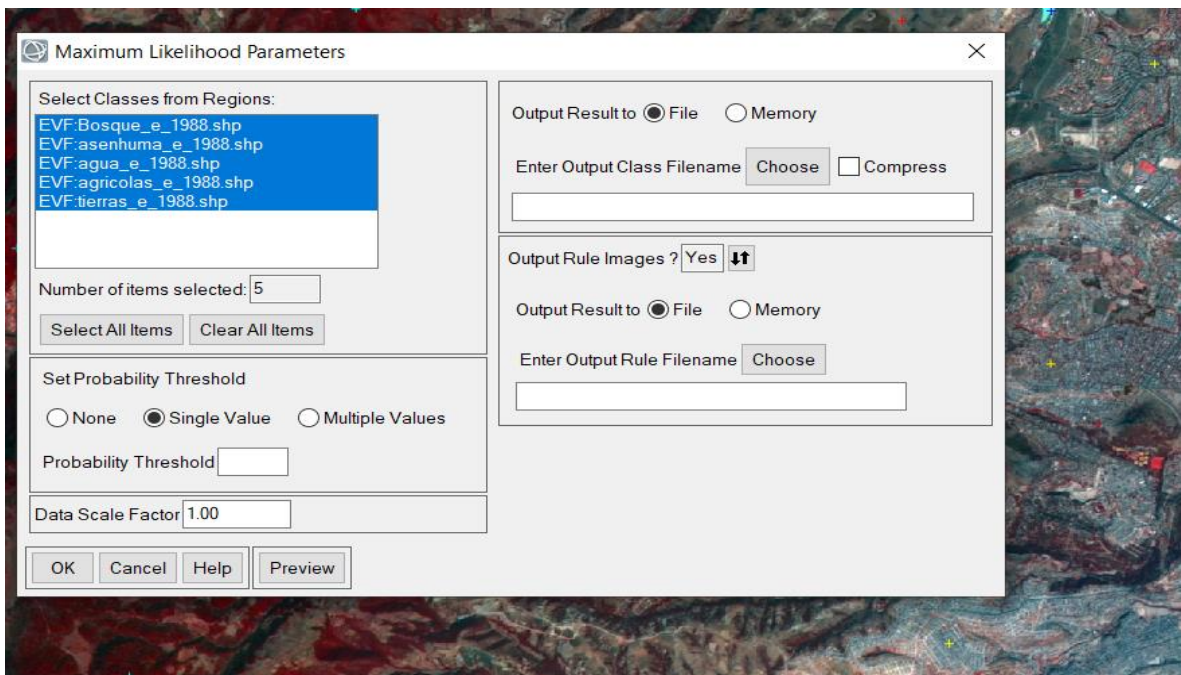 Maximum Likelihood Parameters
Select Classes from Regions:
EVF:Bosque_e_1988.shp
EVF:asenhuma_e_1988.shp
EVF:agua_e_1988.shp
EVF:agricolas_e_1988.shp
EVF:tierras_e_1988.shp
Number of items selected: 5
Select All Items Clear All Items
Set Probability Threshold
None Single Value Multiple Values
Probability Threshold
Data Scale Factor 1.00
OK Cancel Help Preview
Output Result to File Memory
Enter Output Class Filename Choose Compress
Output Rule Images ? Yes
Output Result to File Memory
Enter Output Rule Filename Choose